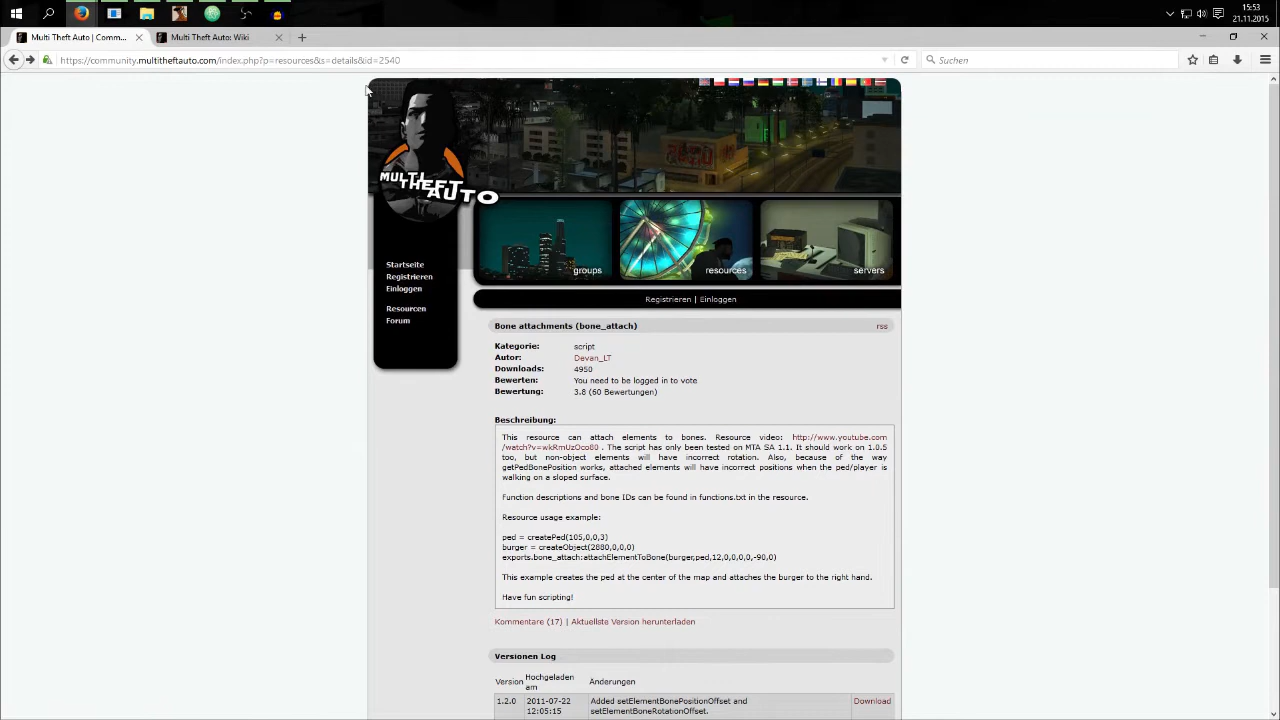 15:53
21.11.2015
Multi Theft Auto | Comm...
Multi Theft Auto: Wiki
https://community.multitheftauto.com/index.php?p=resources&s=details&id=2540
Suchen
MULTI
THEFT
AUTO
groups
resources
servers
Startseite
Registrieren
Einloggen
Resourcen
Forum
Registrieren | Einloggen
Bone attachments (bone_attach)
rss
Kategorie: script
Autor: Devan_LT
Downloads: 4950
Bewerten: You need to be logged in to vote
Bewertung: 3.8 (60 Bewertungen)
Beschreibung:
This resource can attach elements to bones. Resource video: http://www.youtube.com
/watch?v=wkRmUzOco80 . The script has only been tested on MTA SA 1.1. It should work on 1.0.5
too, but non-object elements will have incorrect rotation. Also, because of the way
getPedBonePosition works, attached elements will have incorrect positions when the ped/player is
walking on a sloped surface.
Function descriptions and bone IDs can be found in functions.txt in the resource.
Resource usage example:
ped = createPed(105,0,0,3)
burger = createObject(2880,0,0,0)
exports.bone_attach:attachElementToBone(burger,ped,12,0,0,0,0,-90,0)
This example creates the ped at the center of the map and attaches the burger to the right hand.
Have fun scripting!
Kommentare (17) | Aktuellste Version herunterladen
Versionen Log
Version Hochgeladen am Änderungen
1.2.0 2011-07-22 12:05:15 Added setElementBonePositionOffset and setElementBoneRotationOffset. Download